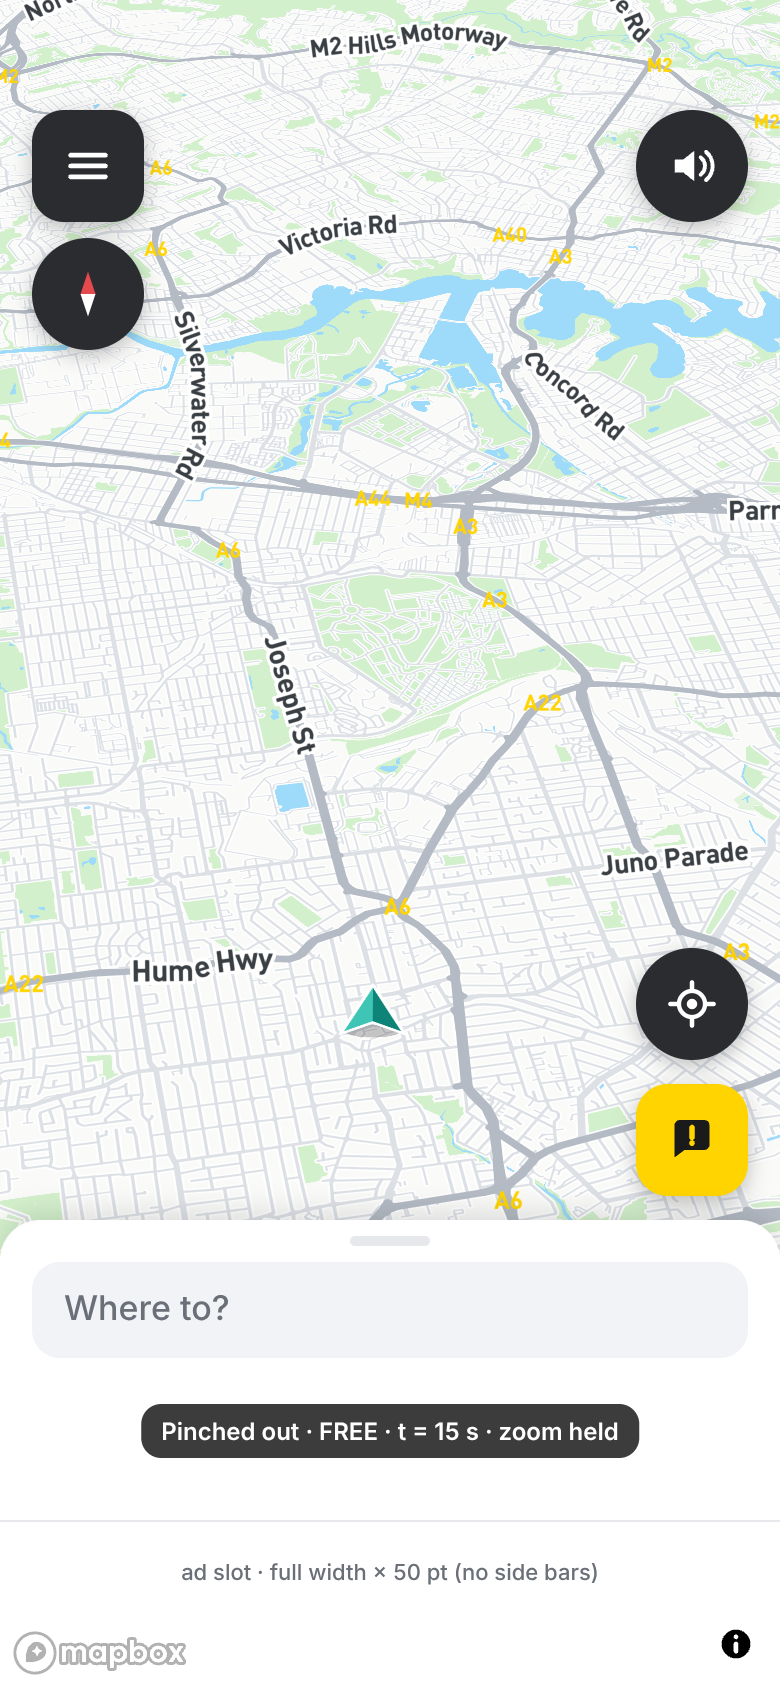 M2 Hills Motorway
M2
M2
M2
A6
Victoria Rd
A40
A6
A3
Silverwater Rd
Concord Rd
A44
M4
Parr
A3
A6
A3
Joseph St
A22
Juno Parade
A6
A3
Hume Hwy
A22
A6
Where to?
Pinched out · FREE · t = 15 s · zoom held
ad slot · full width × 50 pt (no side bars)
mapbox